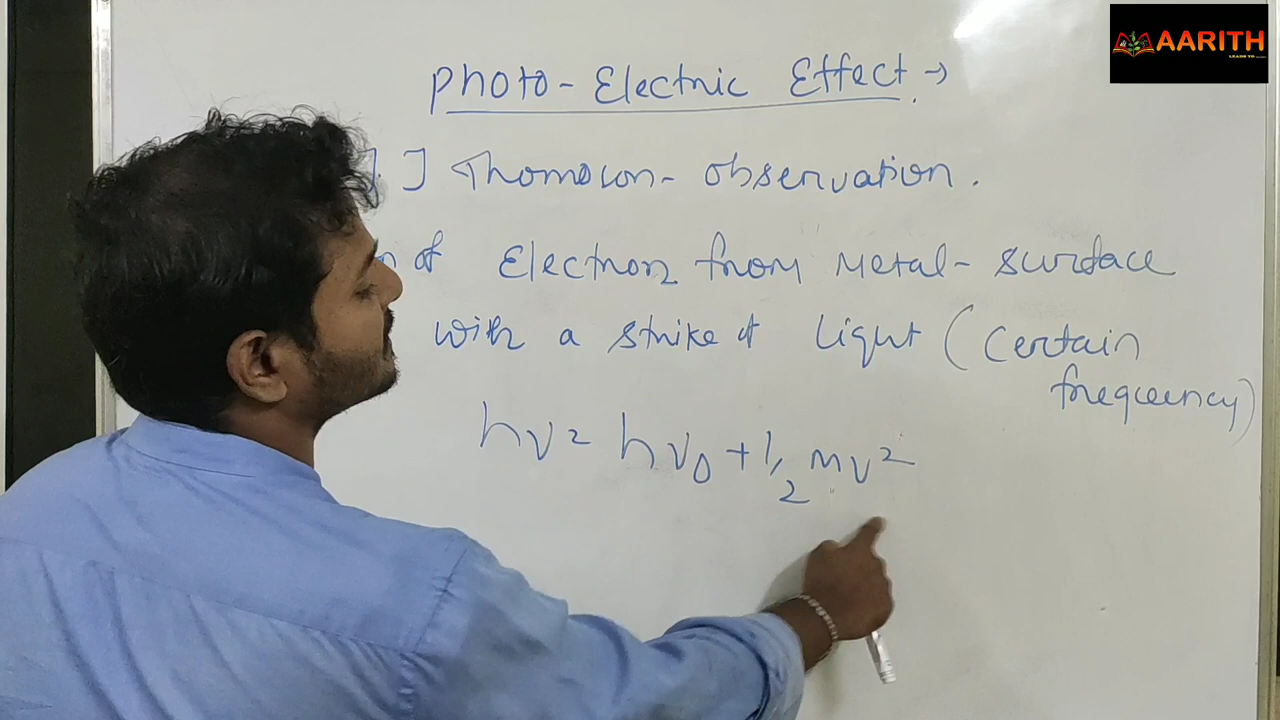 AARITH
Photo-Electric Effect. →
J. J Thomoson- observation.
of Electron from Metal-surface
with a strike of Light (Certain
frequency)
hν = hν0 + 1/2 mv²